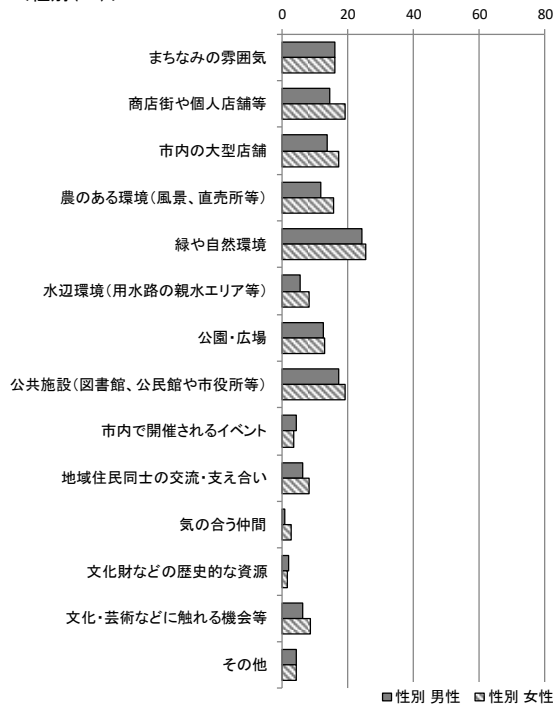 0 20 40 60 80
まちなみの雰囲気
商店街や個人店舗等
市内の大型店舗
農のある環境(風景、直売所等)
緑や自然環境
水辺環境(用水路の親水エリア等)
公園・広場
公共施設(図書館、公民館や市役所等)
市内で開催されるイベント
地域住民同士の交流・支え合い
気の合う仲間
文化財などの歴史的な資源
文化・芸術などに触れる機会等
その他
性別 男性 性別 女性